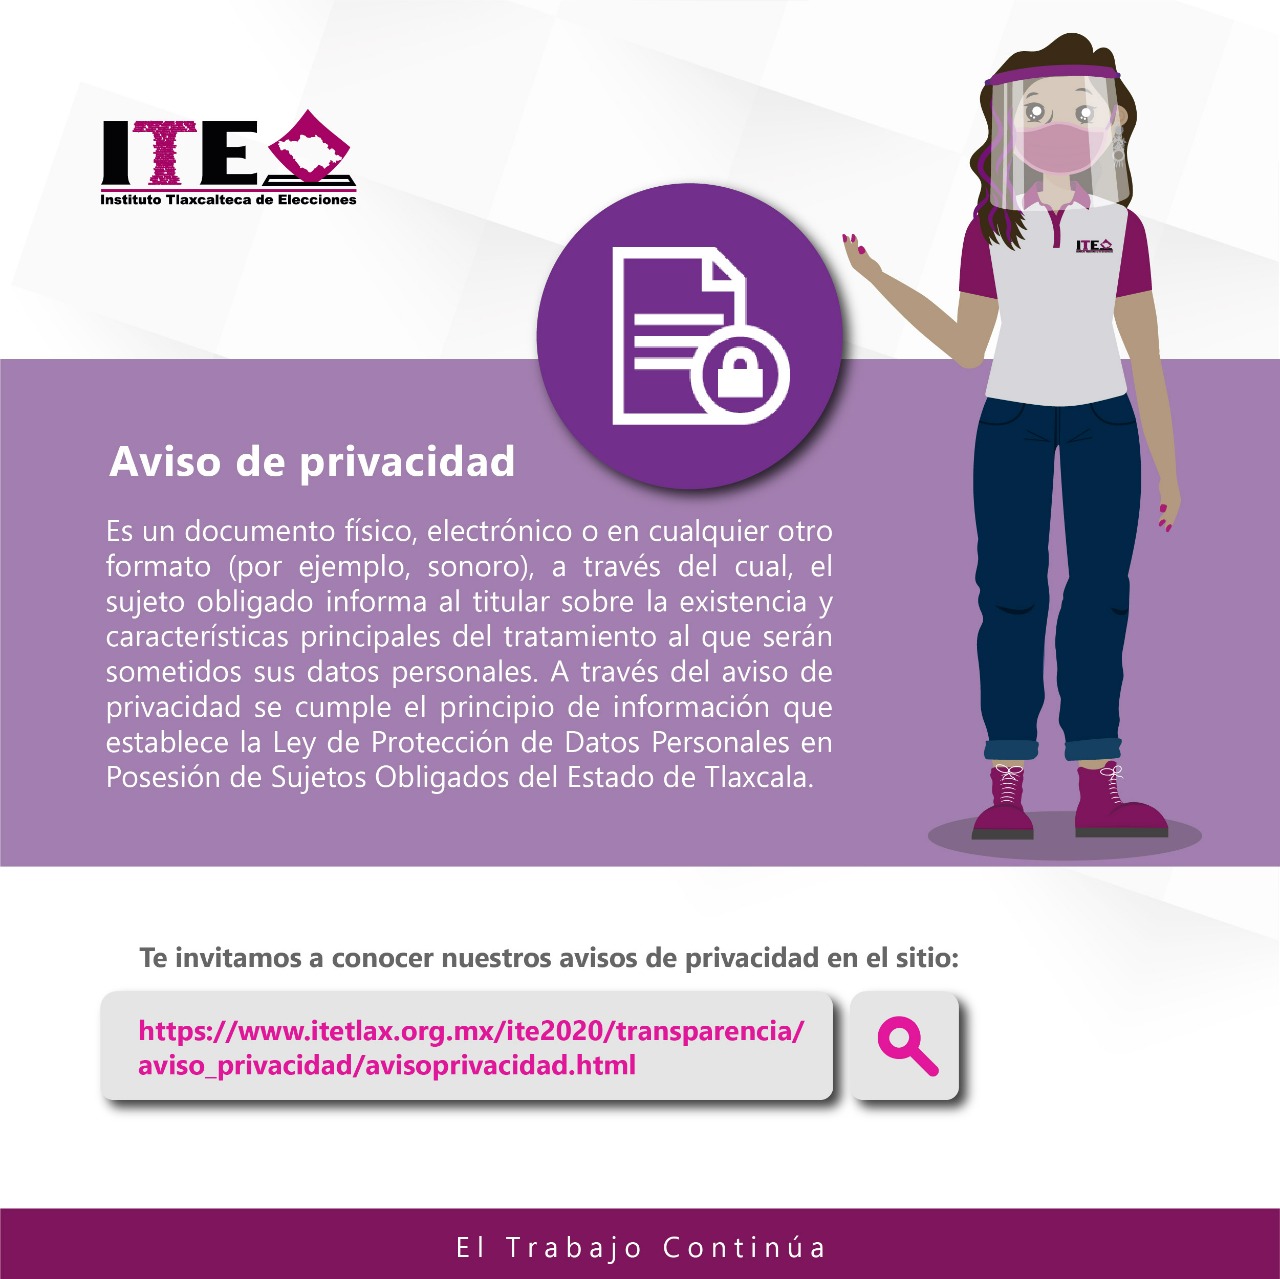 ITE
Instituto Tlaxcalteca de Elecciones
ITE
Aviso de privacidad
Es un documento físico, electrónico o en cualquier otro
formato (por ejemplo, sonoro), a través del cual, el
sujeto obligado informa al titular sobre la existencia y
características principales del tratamiento al que serán
sometidos sus datos personales. A través del aviso de
privacidad se cumple el principio de información que
establece la Ley de Protección de Datos Personales en
Posesión de Sujetos Obligados del Estado de Tlaxcala.
Te invitamos a conocer nuestros avisos de privacidad en el sitio:
https://www.itetlax.org.mx/ite2020/transparencia/
aviso_privacidad/avisoprivacidad.html
El Trabajo Continúa